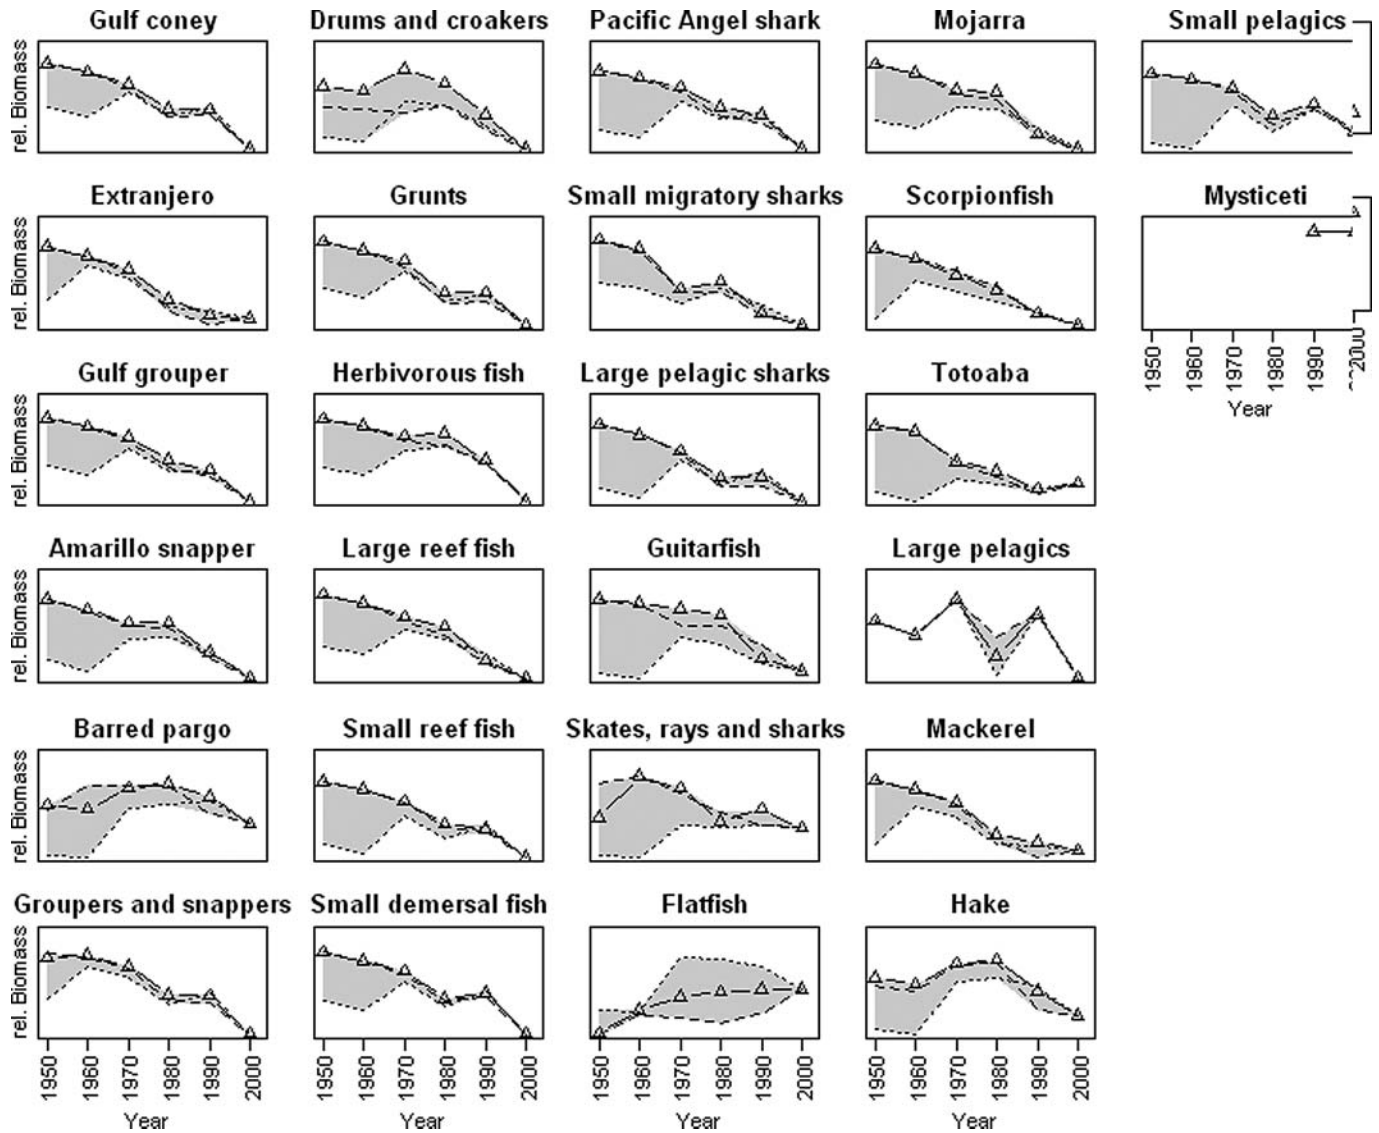 Gulf coney Drums and croakers Pacific Angel shark Mojarra Small pelagics
rel. Biomass
Extranjero Grunts Small migratory sharks Scorpionfish Mysticeti
rel. Biomass
1950 1960 1970 1980 1990
Year
Gulf grouper Herbivorous fish Large pelagic sharks Totoaba
rel. Biomass
Amarillo snapper Large reef fish Guitarfish Large pelagics
rel. Biomass
Barred pargo Small reef fish Skates, rays and sharks Mackerel
rel. Biomass
Groupers and snappers Small demersal fish Flatfish Hake
rel. Biomass
1950 1960 1970 1980 1990 2000 1950 1960 1970 1980 1990 2000 1950 1960 1970 1980 1990 2000 1950 1960 1970 1980 1990 2000
Year Year Year Year